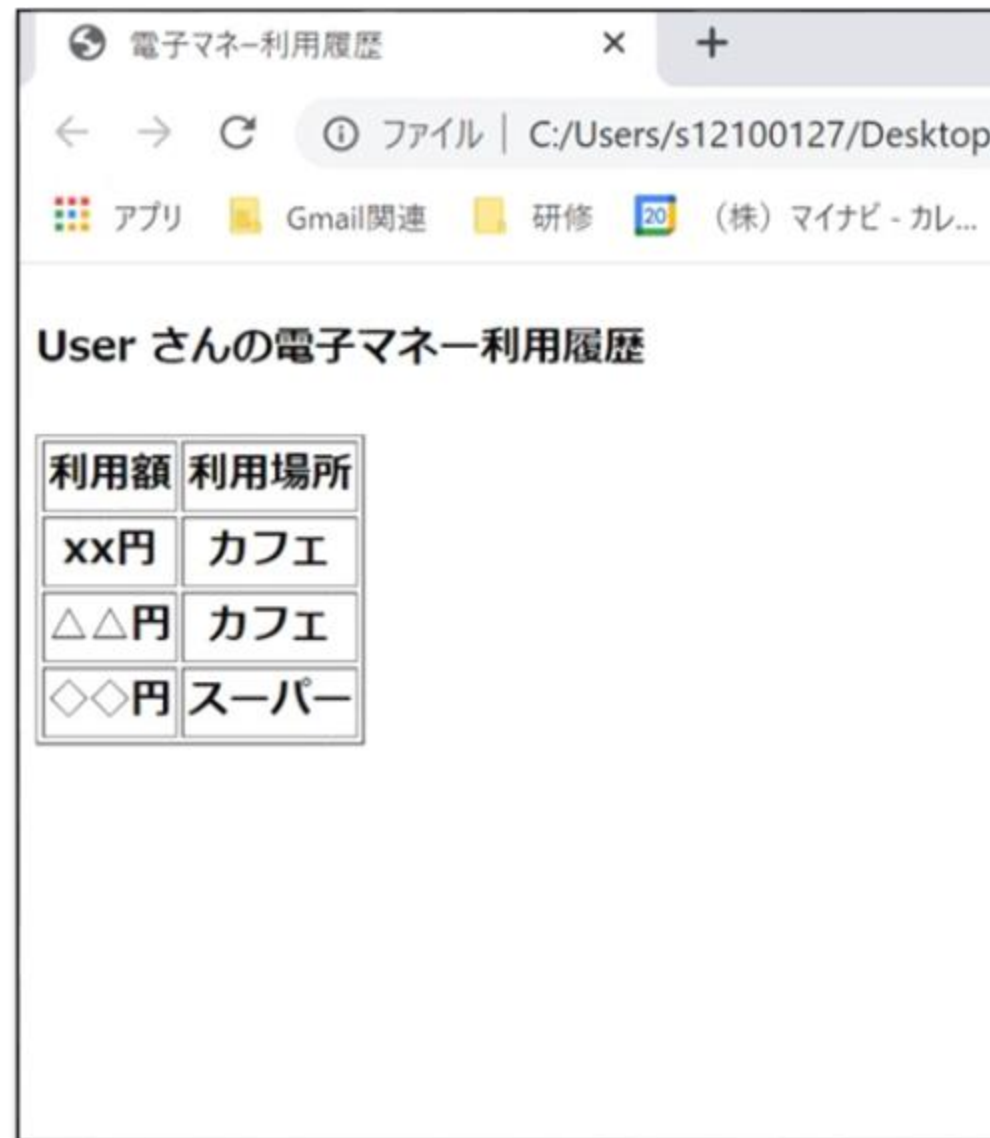 電子マネー利用履歴
ファイル | C:/Users/s12100127/Desktop
アプリ Gmail関連 研修 20 （株）マイナビ - カレ...
User さんの電子マネー利用履歴
利用額 利用場所
xx円 カフェ
△△円 カフェ
◇◇円 スーパー